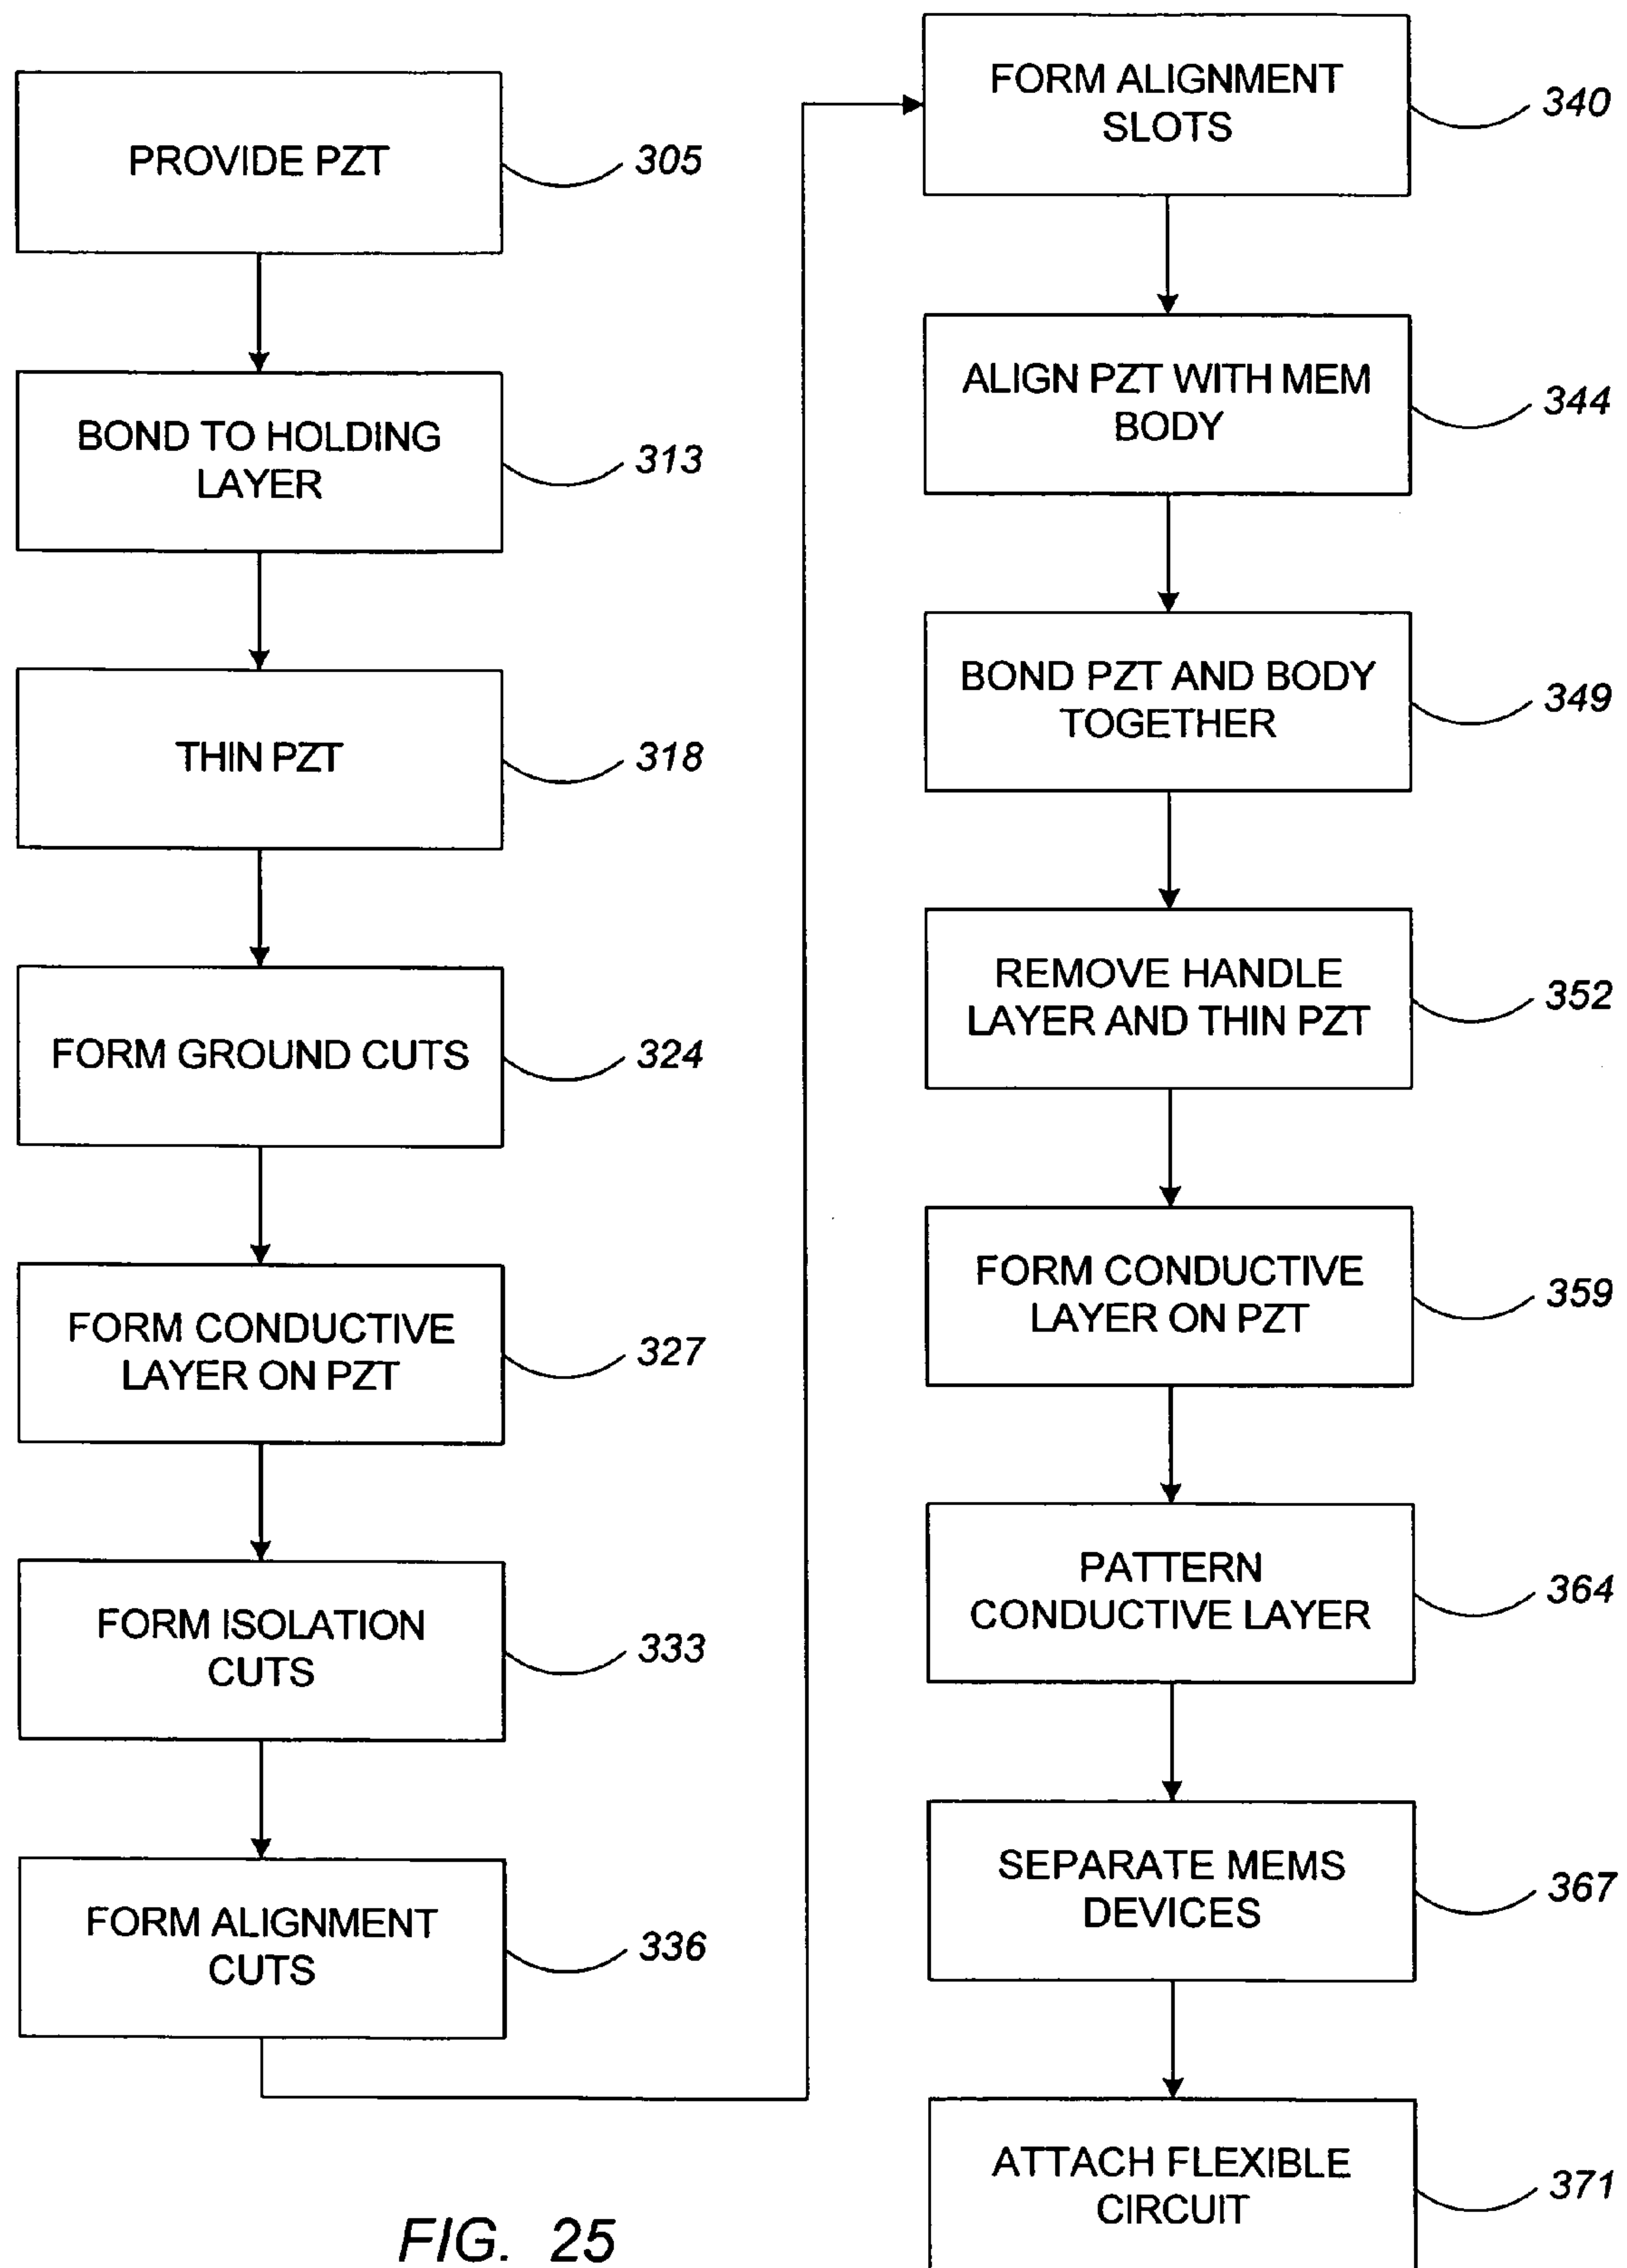 PROVIDE PZT
305
BOND TO HOLDING
LAYER
313
THIN PZT
318
FORM GROUND CUTS
324
FORM CONDUCTIVE
LAYER ON PZT
327
FORM ISOLATION
CUTS
333
FORM ALIGNMENT
CUTS
336
FORM ALIGNMENT
SLOTS
340
ALIGN PZT WITH MEM
BODY
344
BOND PZT AND BODY
TOGETHER
349
REMOVE HANDLE
LAYER AND THIN PZT
352
FORM CONDUCTIVE
LAYER ON PZT
359
PATTERN
CONDUCTIVE LAYER
364
SEPARATE MEMS
DEVICES
367
ATTACH FLEXIBLE
CIRCUIT
371
FIG. 25